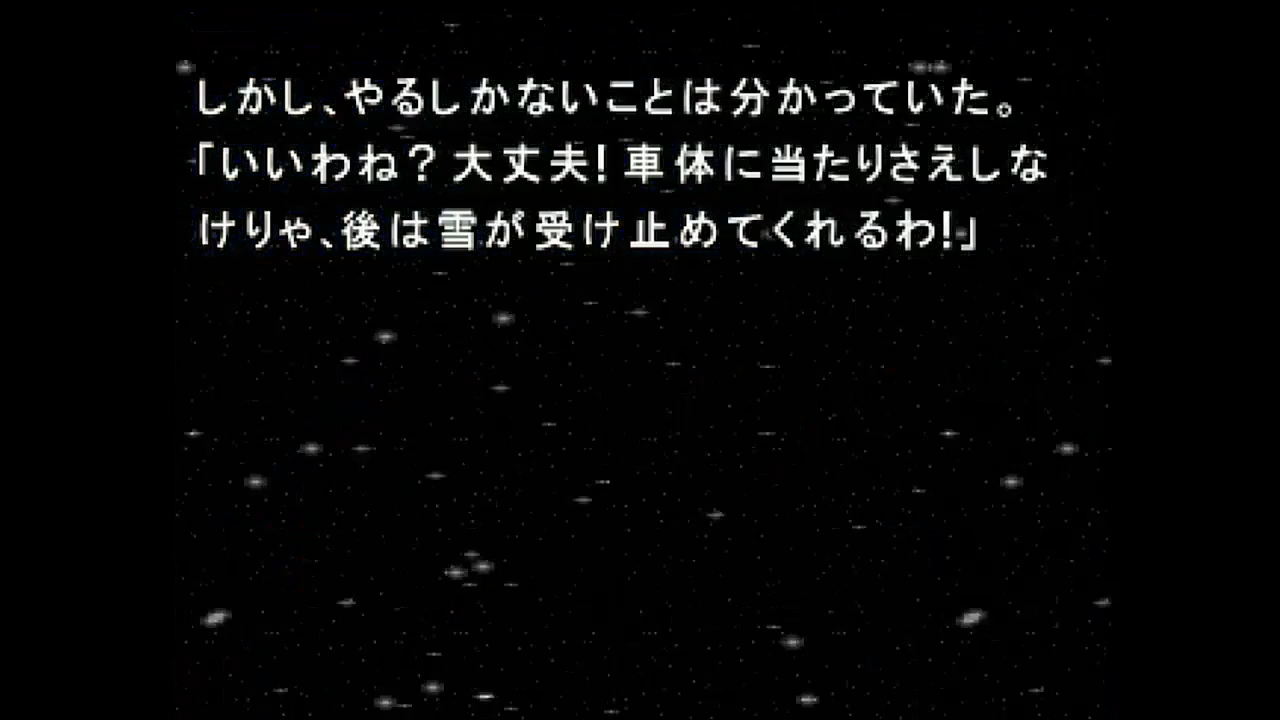 しかし、やるしかないことは分かっていた。
「いいわね？大丈夫！車体に当たりさえしな
けりゃ、後は雪が受け止めてくれるわ！」